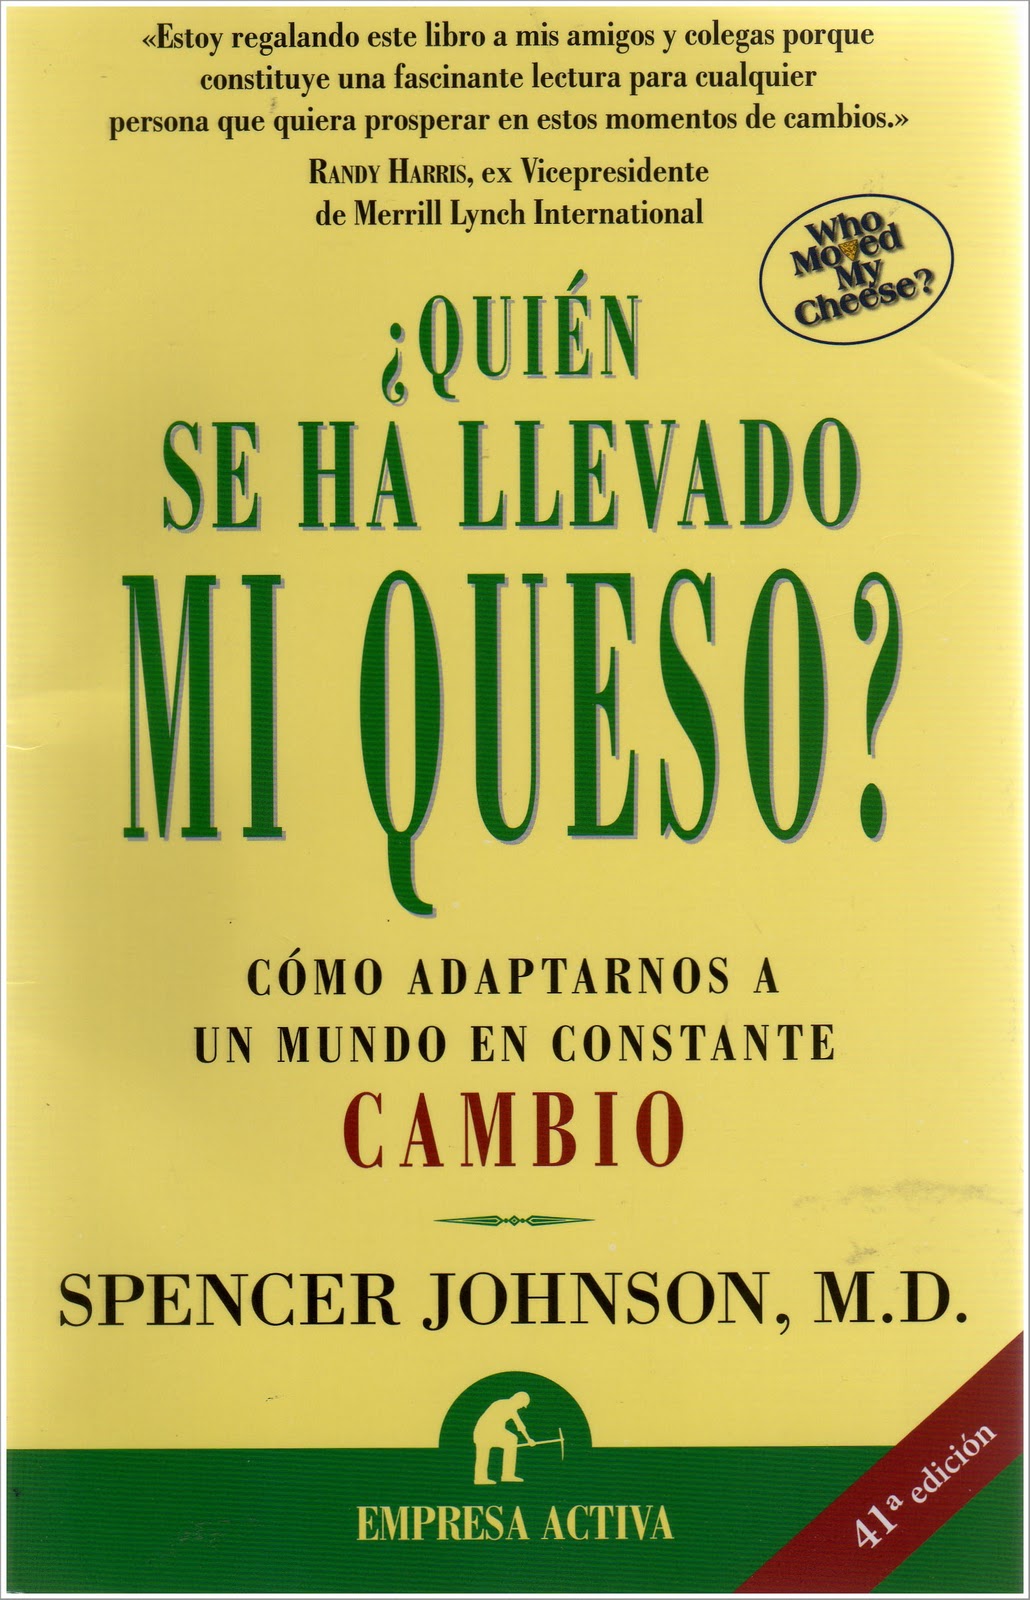 «Estoy regalando este libro a mis amigos y colegas porque
constituye una fascinante lectura para cualquier
persona que quiera prosperar en estos momentos de cambios.»
RANDY HARRIS, ex Vicepresidente
de Merrill Lynch International
Who
Moved
My
Cheese?
¿QUIÉN
SE HA LLEVADO
MI QUESO?
CÓMO ADAPTARNOS A
UN MUNDO EN CONSTANTE
CAMBIO
SPENCER JOHNSON, M.D.
EMPRESA ACTIVA
41ª edición